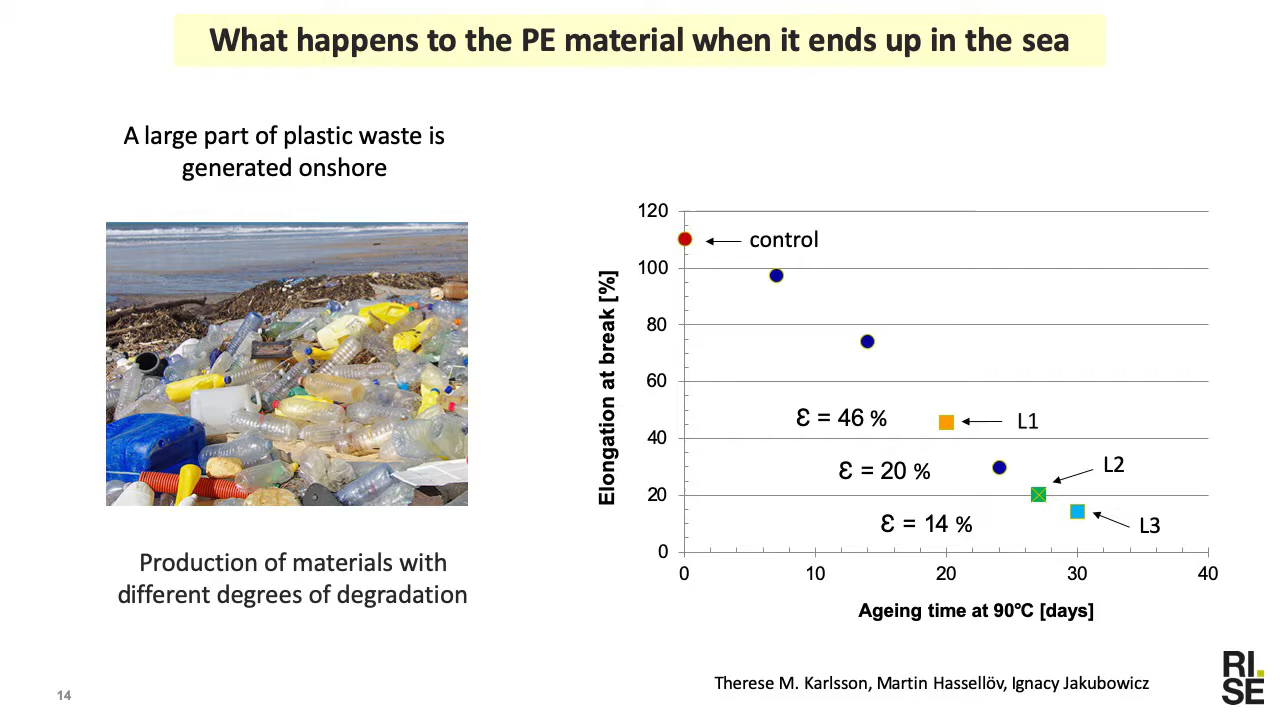 What happens to the PE material when it ends up in the sea
A large part of plastic waste is
generated onshore
Production of materials with
different degrees of degradation
120
100
80
60
40
20
0
0 10 20 30 40
Elongation at break [%]
Ageing time at 90°C [days]
control
Ɛ = 46 %
L1
Ɛ = 20 %
L2
Ɛ = 14 %
L3
Therese M. Karlsson, Martin Hassellöv, Ignacy Jakubowicz
14
RI.
SE